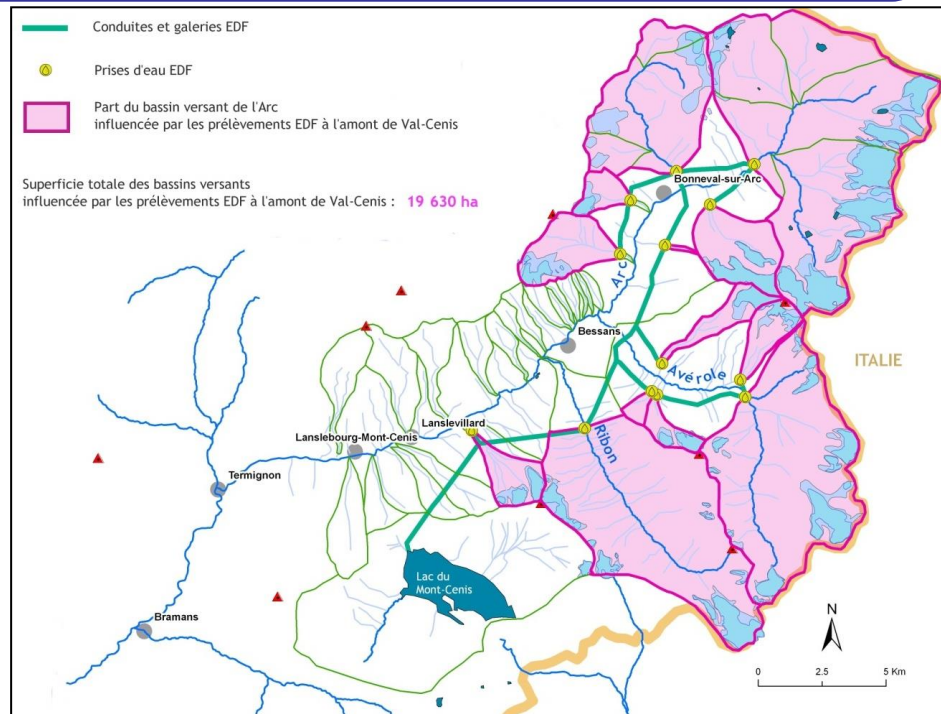 Conduites et galeries EDF
Prises d'eau EDF
Part du bassin versant de l'Arc
influencée par les prélèvements EDF à l'amont de Val-Cenis
Superficie totale des bassins versants
influencée par les prélèvements EDF à l'amont de Val-Cenis : 19 630 ha
Bonneval-sur-Arc
Arc
Bessans
ITALIE
Avérole
Lanslevillard
Lanslebourg-Mont-Cenis
Ribon
Termignon
Lac du
Mont-Cenis
Bramans
N
0 2.5 5 Km